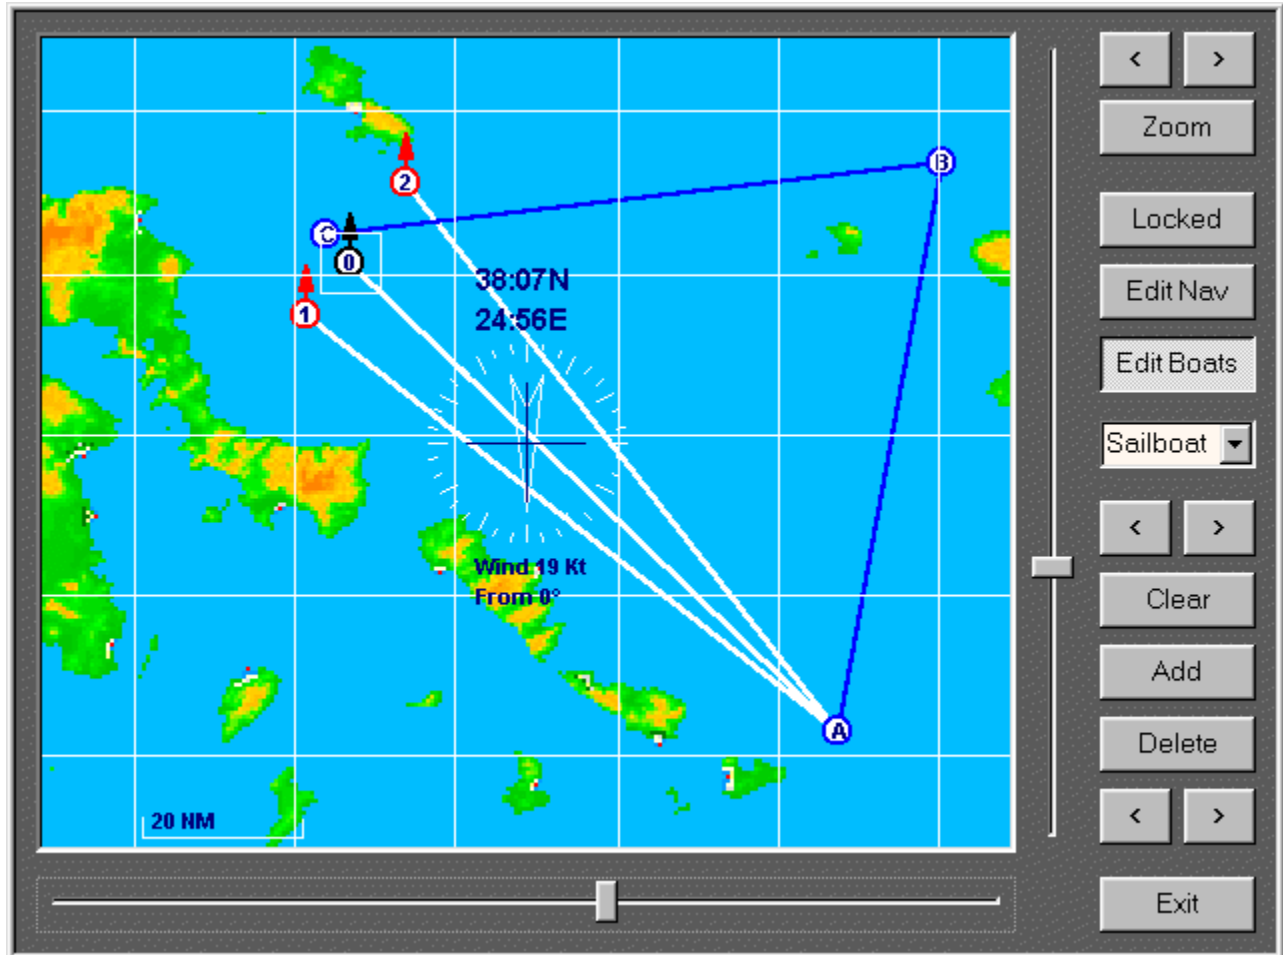 <
>
Zoom
B
Locked
2
C
0
38:07N
Edit Nav
1
24:56E
Edit Boats
Sailboat
<
>
Wind 19 Kt
From 0°
Clear
Add
A
Delete
20 NM
<
>
Exit